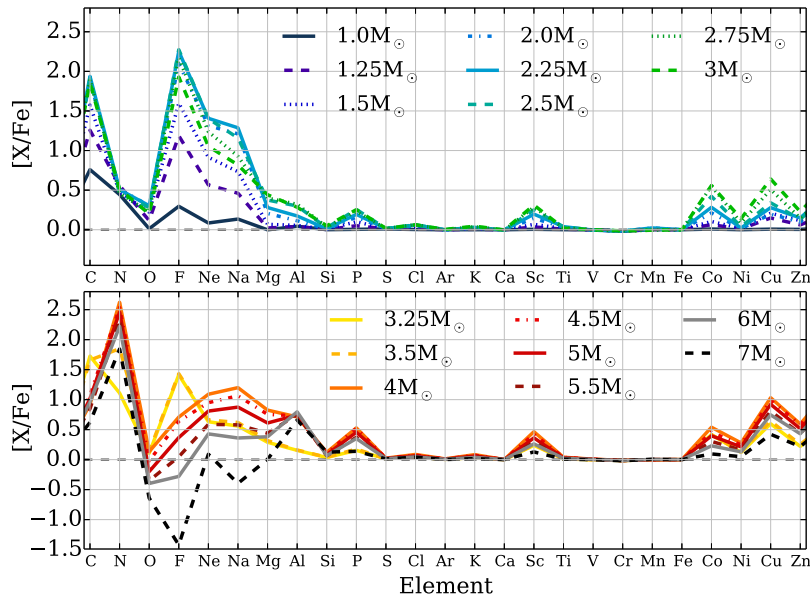 2.5
2.0
1.5
1.0
0.5
0.0
[X/Fe]
1.0M☉ 2.0M☉ 2.75M☉
1.25M☉ 2.25M☉ 3M☉
1.5M☉ 2.5M☉
C N O F Ne Na Mg Al Si P S Cl Ar K Ca Sc Ti V Cr Mn Fe Co Ni Cu Zn
2.5
2.0
1.5
1.0
0.5
0.0
−0.5
−1.0
−1.5
[X/Fe]
3.25M☉ 4.5M☉ 6M☉
3.5M☉ 5M☉ 7M☉
4M☉ 5.5M☉
C N O F Ne Na Mg Al Si P S Cl Ar K Ca Sc Ti V Cr Mn Fe Co Ni Cu Zn
Element